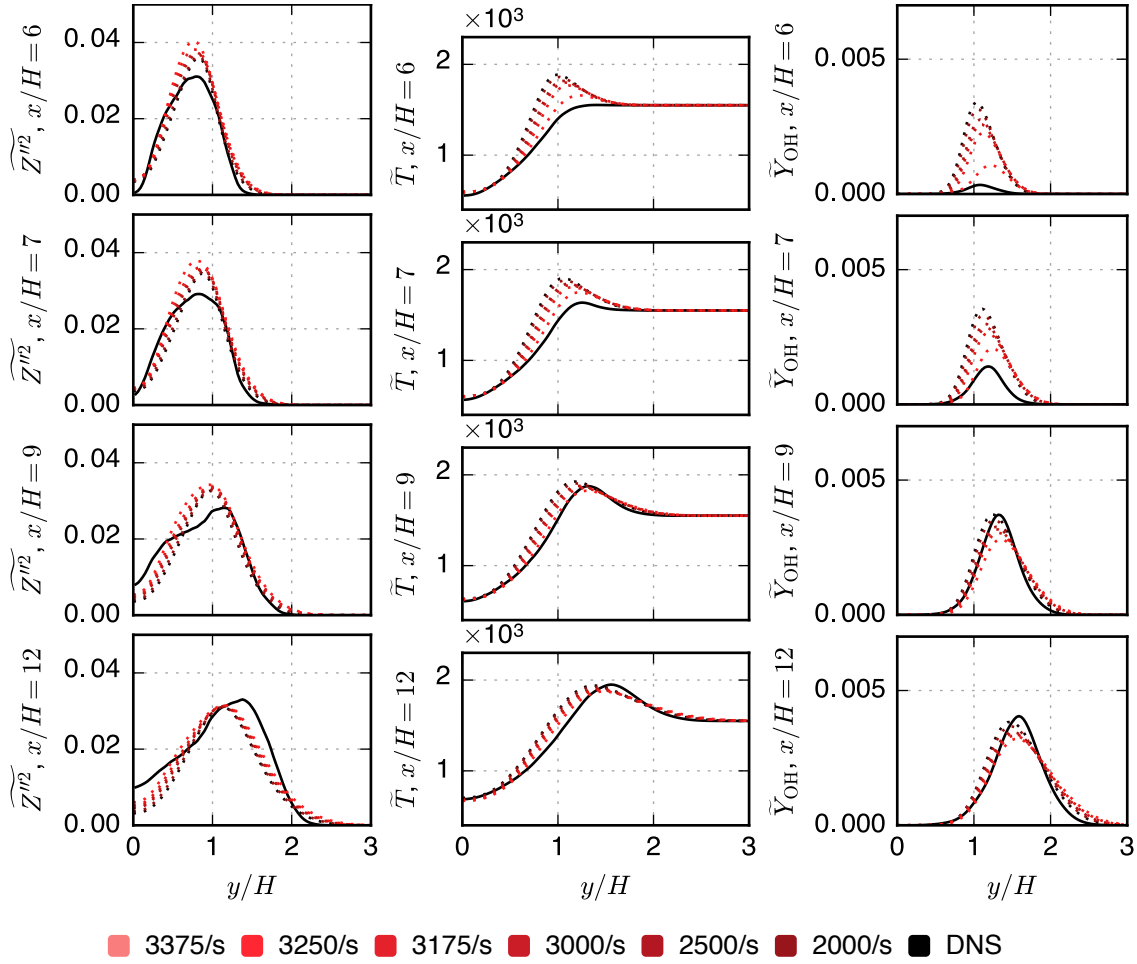 ×10³
0.04
0.02
0.00
Z″², x/H = 6
2
1
T̃, x/H = 6
0.005
0.000
Ỹ_OH, x/H = 6
×10³
0.04
0.02
0.00
Z″², x/H = 7
2
1
T̃, x/H = 7
0.005
0.000
Ỹ_OH, x/H = 7
×10³
0.04
0.02
0.00
Z″², x/H = 9
2
1
T̃, x/H = 9
0.005
0.000
Ỹ_OH, x/H = 9
×10³
0.04
0.02
0.00
Z″², x/H = 12
2
1
T̃, x/H = 12
0.005
0.000
Ỹ_OH, x/H = 12
0 1 2 3
0 1 2 3
0 1 2 3
y/H
y/H
y/H
3375/s 3250/s 3175/s 3000/s 2500/s 2000/s DNS